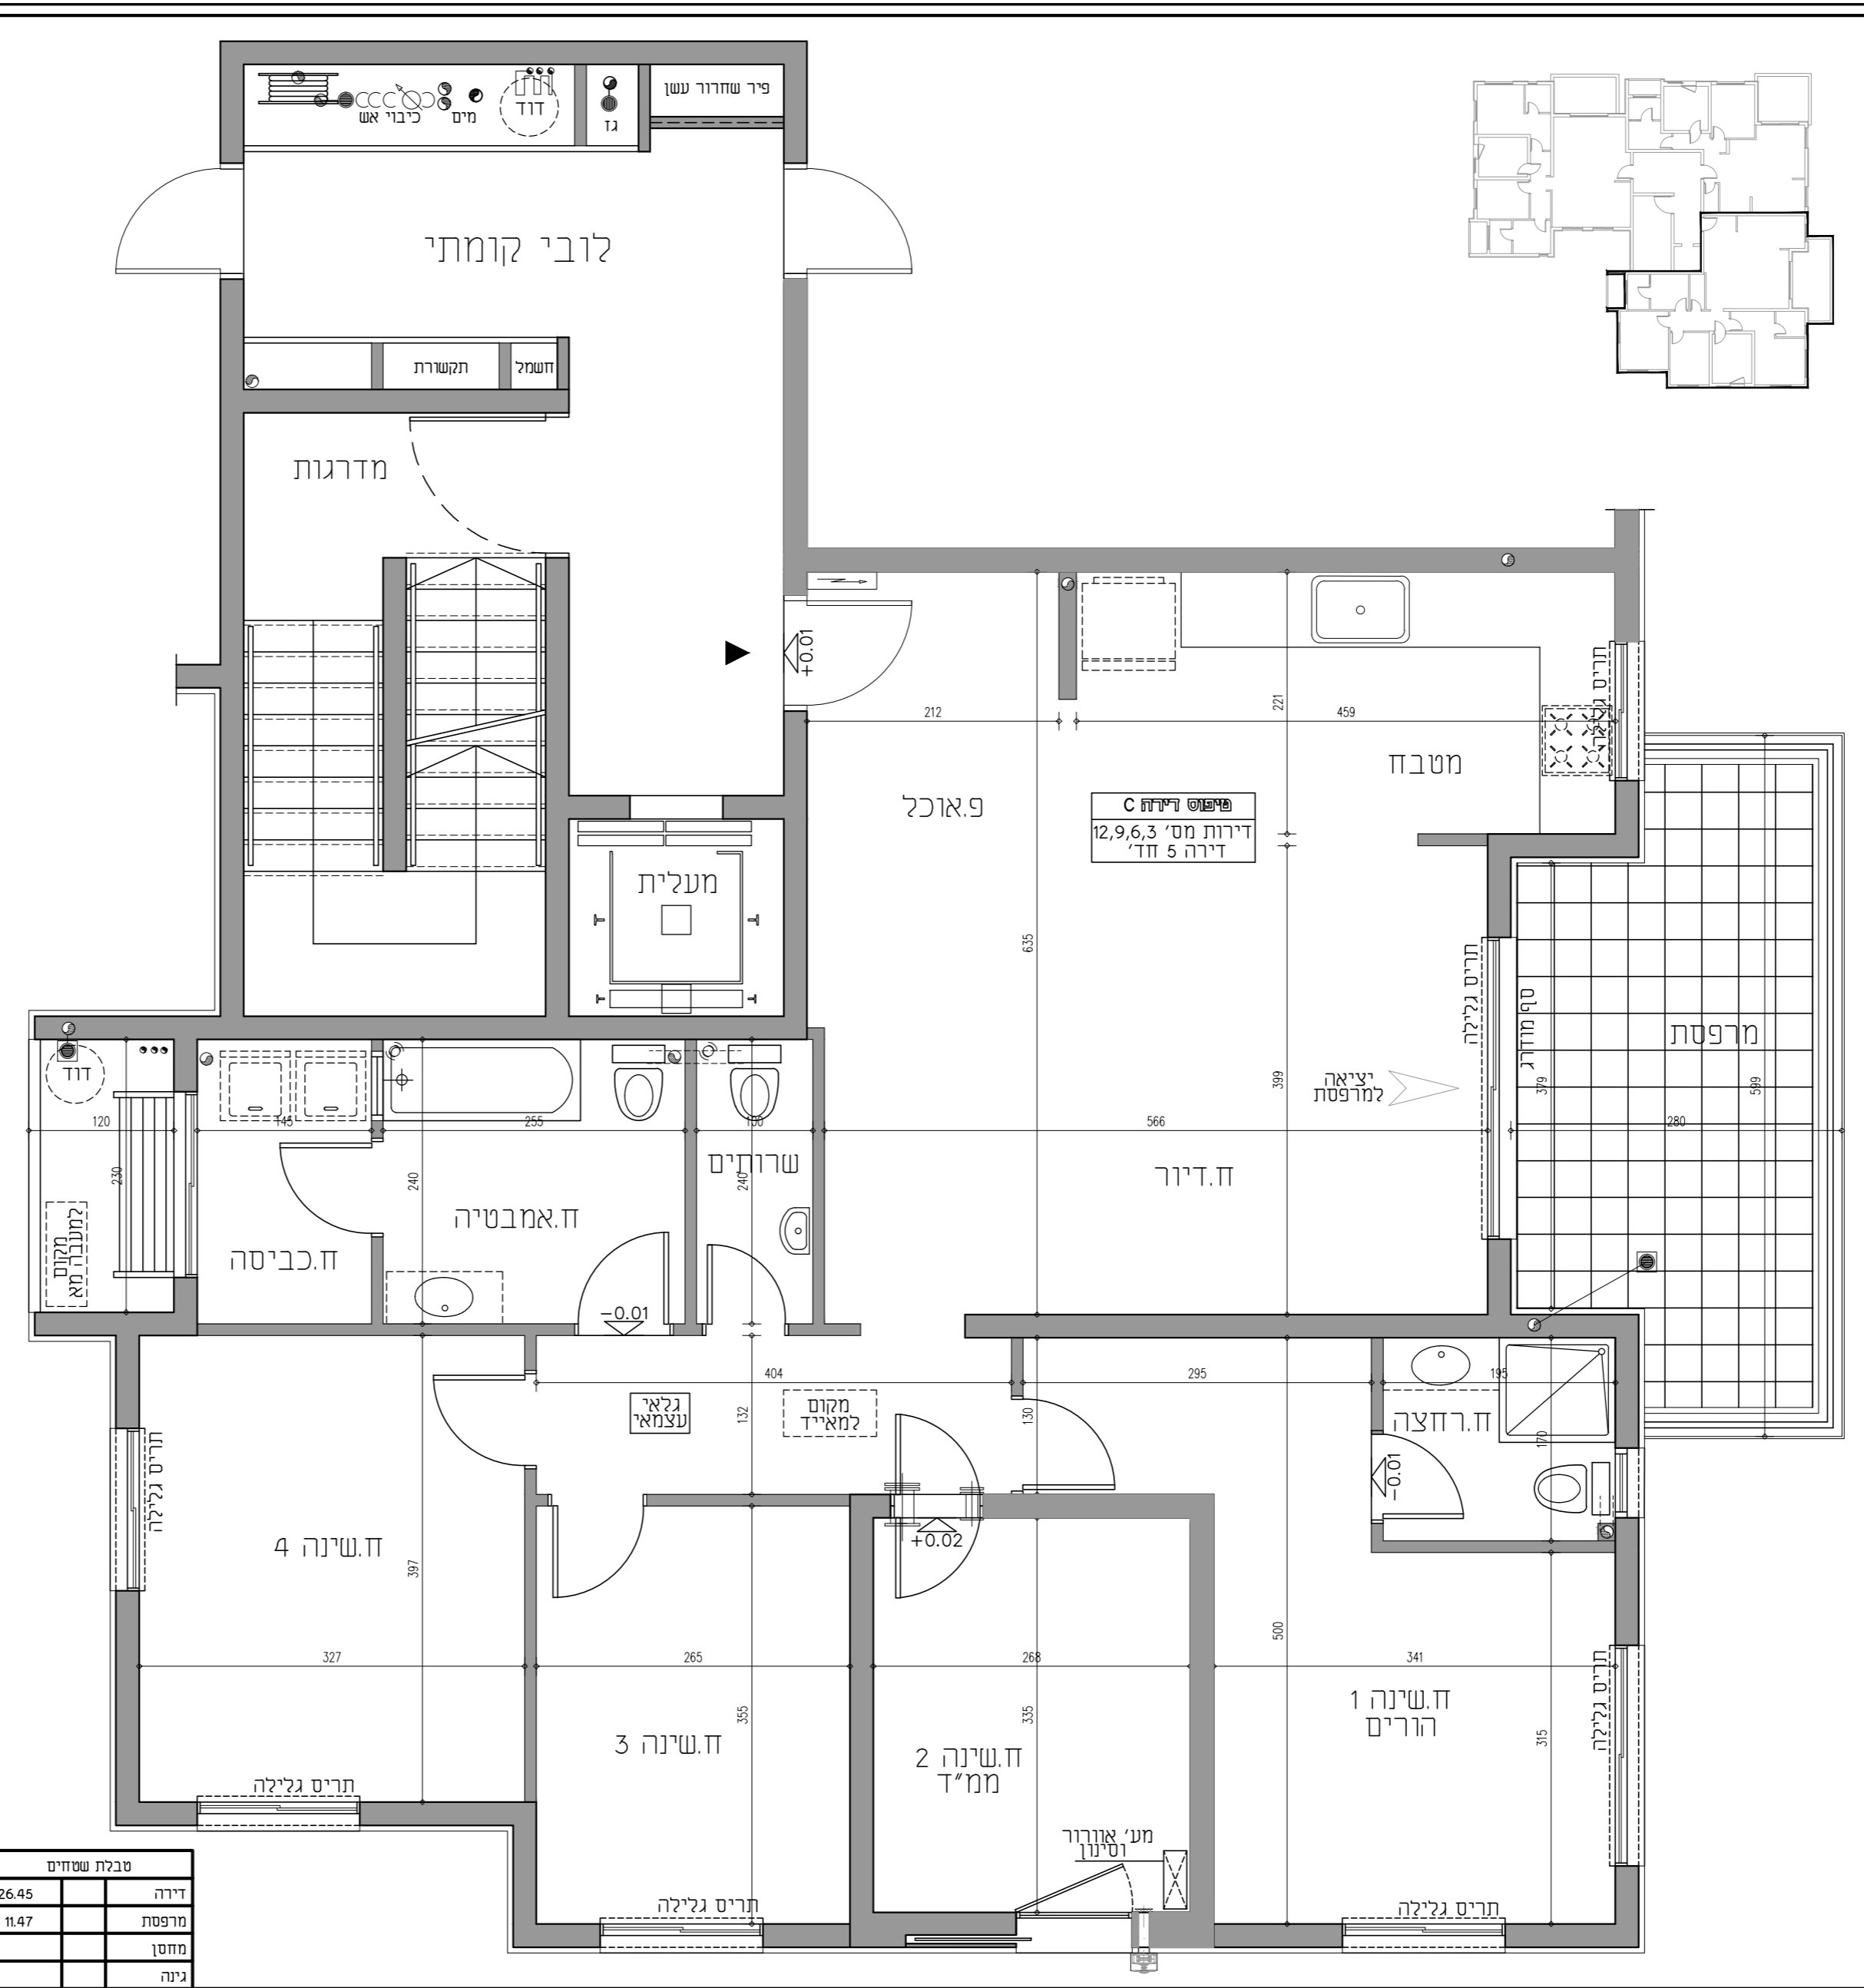 פיר שחרור עשן
גז
דוד
מים
כיבוי אש
לובי קומתי
תקשורת
חשמל
מדרגות
+0.01
תריס גלילה
212
221
459
מטבח
פ.אוכל
טיפוס דירה C
דירות מס' 12,9,6,3
דירה 5 חד'
מעלית
635
תריס גלילה
סף מודרג
מרפסת
יציאה
למרפסת
399
379
599
280
566
ח.דיור
דוד
120
145
255
100
230
240
240
שרותים
ח.אמבטיה
ח.כביסה
מקום
למעבה מא
-0.01
404
295
195
גלאי
עצמאי
132
מקום
למאייד
130
ח.רחצה
170
-0.01
תריס גלילה
ח.שינה 4
+0.02
397
500
327
265
268
341
תריס גלילה
ח.שינה 1
הורים
315
355
335
ח.שינה 3
ח.שינה 2
ממ"ד
תריס גלילה
מע' אוורור
וסינון
תריס גלילה
תריס גלילה
טבלת שטחים
דירה 26.45
מרפסת 11.47
מחסן
גינה